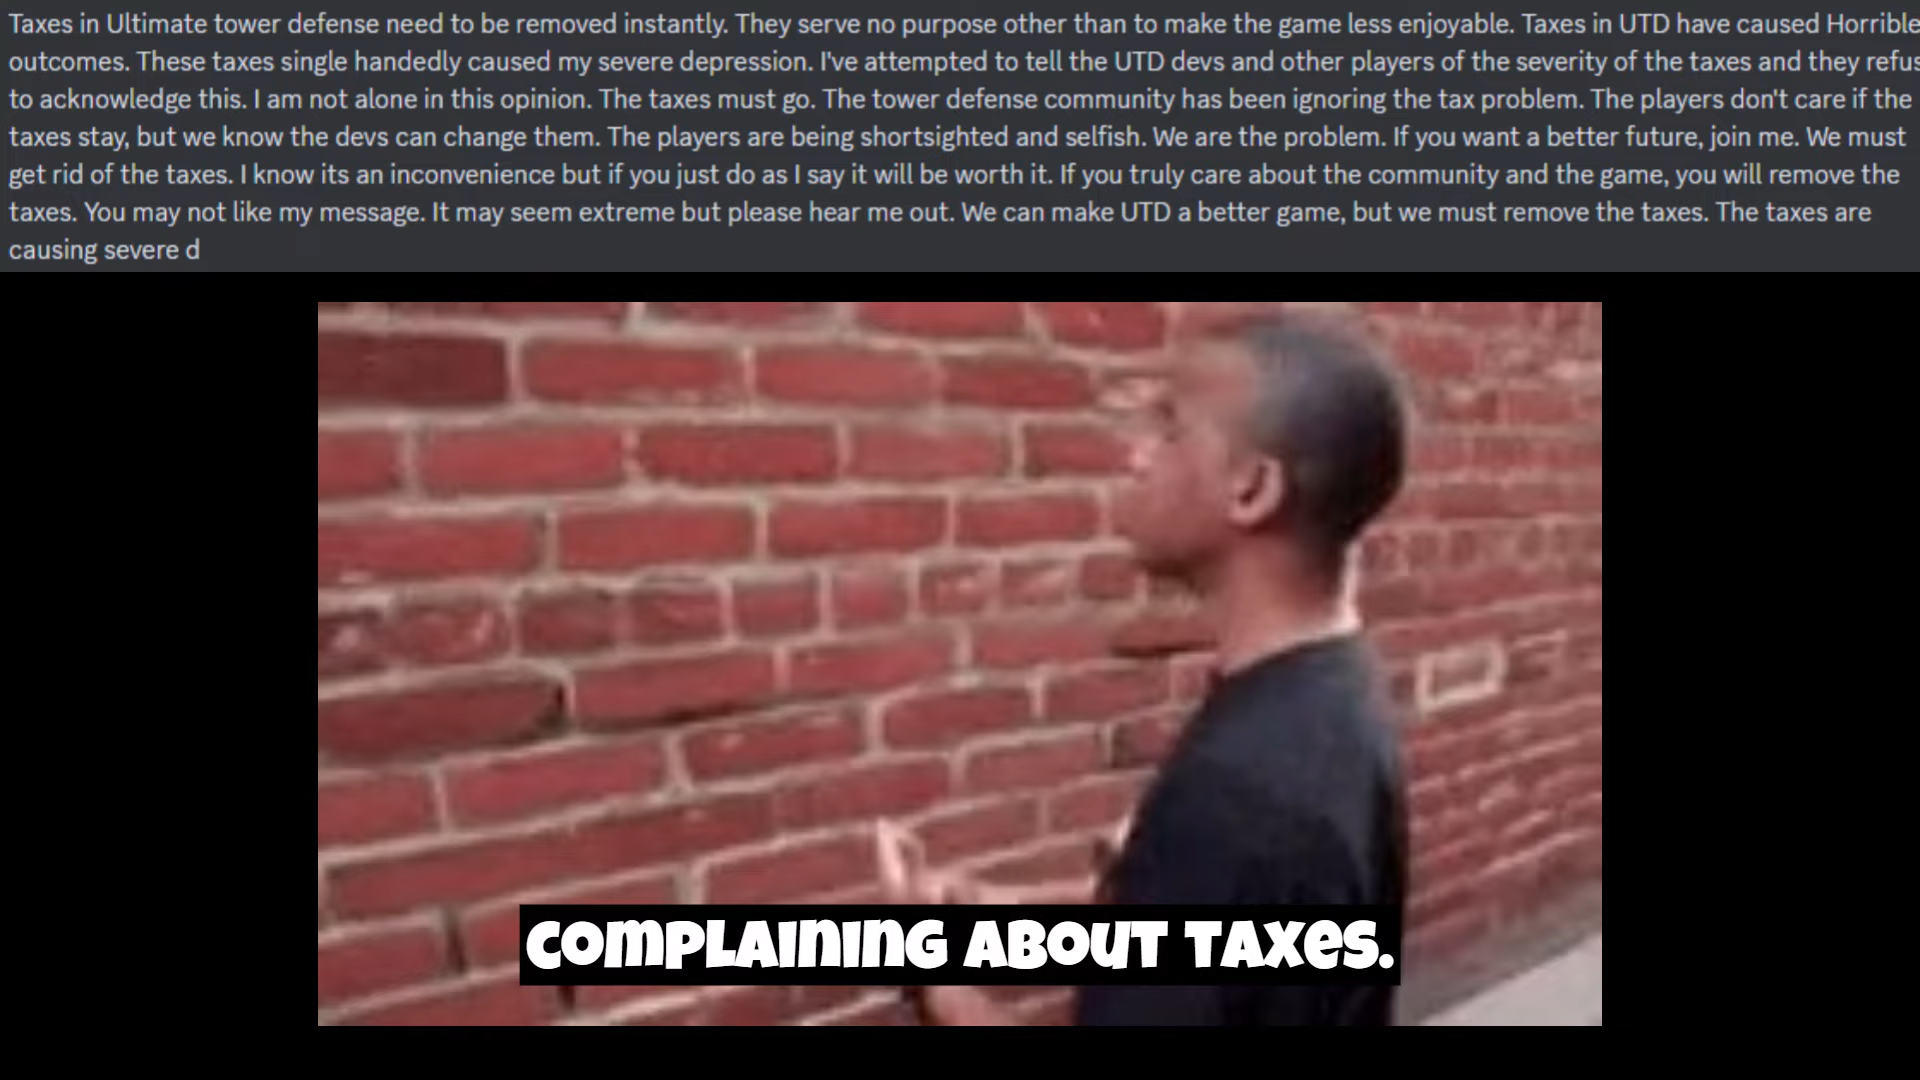 Taxes in Ultimate tower defense need to be removed instantly. They serve no purpose other than to make the game less enjoyable. Taxes in UTD have caused Horrible
outcomes. These taxes single handedly caused my severe depression. I've attempted to tell the UTD devs and other players of the severity of the taxes and they refus
to acknowledge this. I am not alone in this opinion. The taxes must go. The tower defense community has been ignoring the tax problem. The players don't care if the
taxes stay, but we know the devs can change them. The players are being shortsighted and selfish. We are the problem. If you want a better future, join me. We must
get rid of the taxes. I know its an inconvenience but if you just do as I say it will be worth it. If you truly care about the community and the game, you will remove the
taxes. You may not like my message. It may seem extreme but please hear me out. We can make UTD a better game, but we must remove the taxes. The taxes are
causing severe d
COMPLAINING ABOUT TAXES.